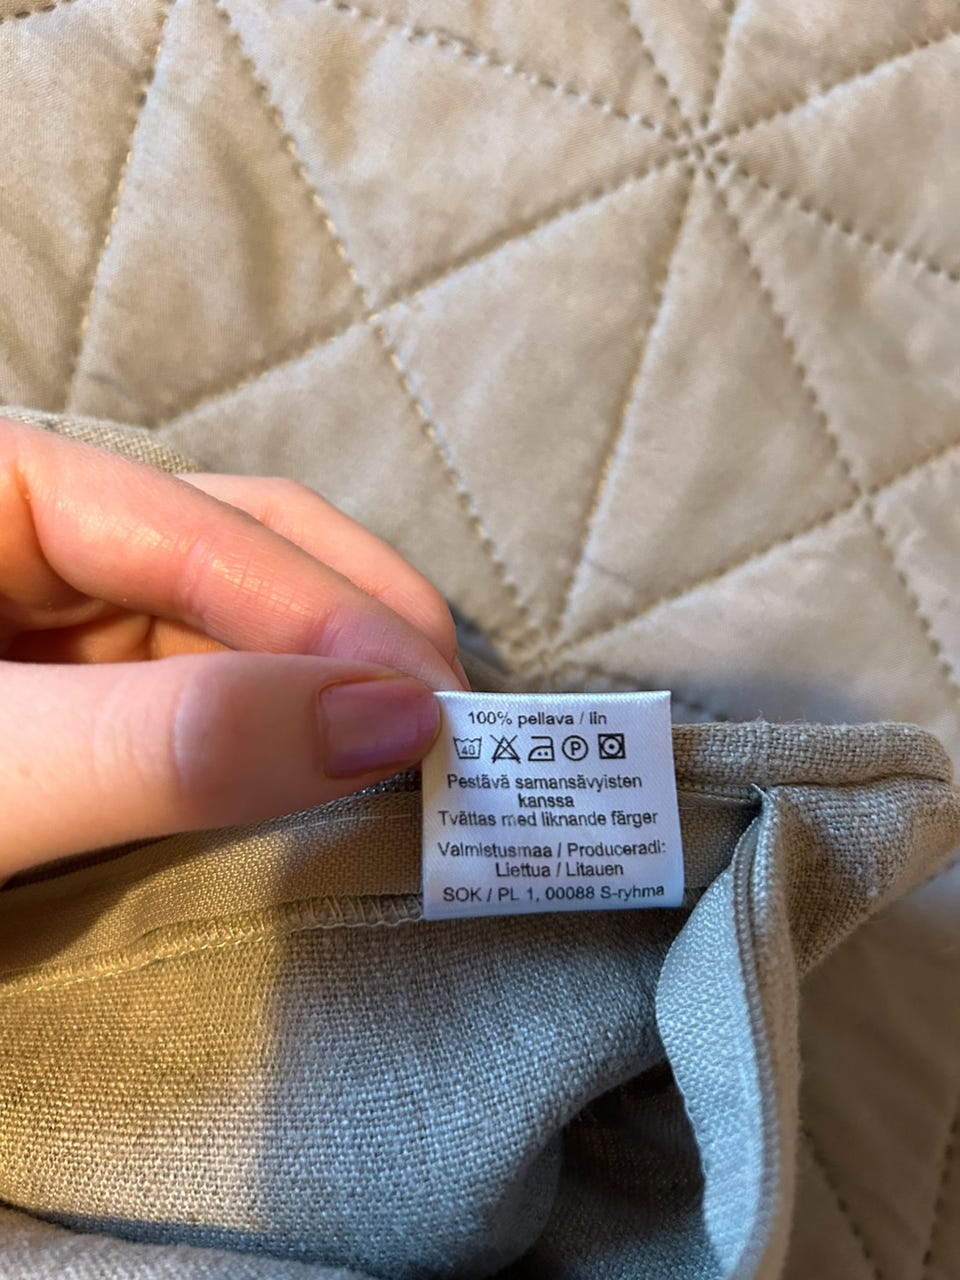 100% pellava / lin
40 P
Pestävä samansävyisten
kanssa
Tvättas med liknande färger
Valmistusmaa / Produceradi:
Liettua / Litauen
SOK / PL 1, 00088 S-ryhma